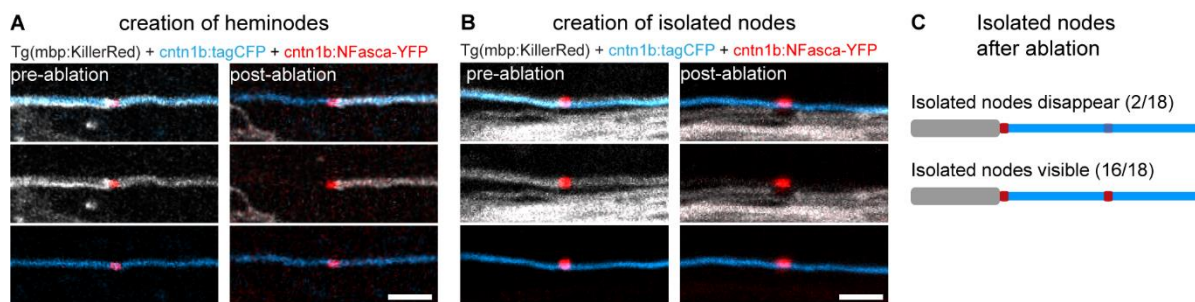 A
creation of heminodes
Tg(mbp:KillerRed) + cntn1b:tagCFP + cntn1b:NFasca-YFP
pre-ablation
post-ablation
B
creation of isolated nodes
Tg(mbp:KillerRed) + cntn1b:tagCFP + cntn1b:NFasca-YFP
pre-ablation
post-ablation
C
Isolated nodes
after ablation
Isolated nodes disappear (2/18)
Isolated nodes visible (16/18)